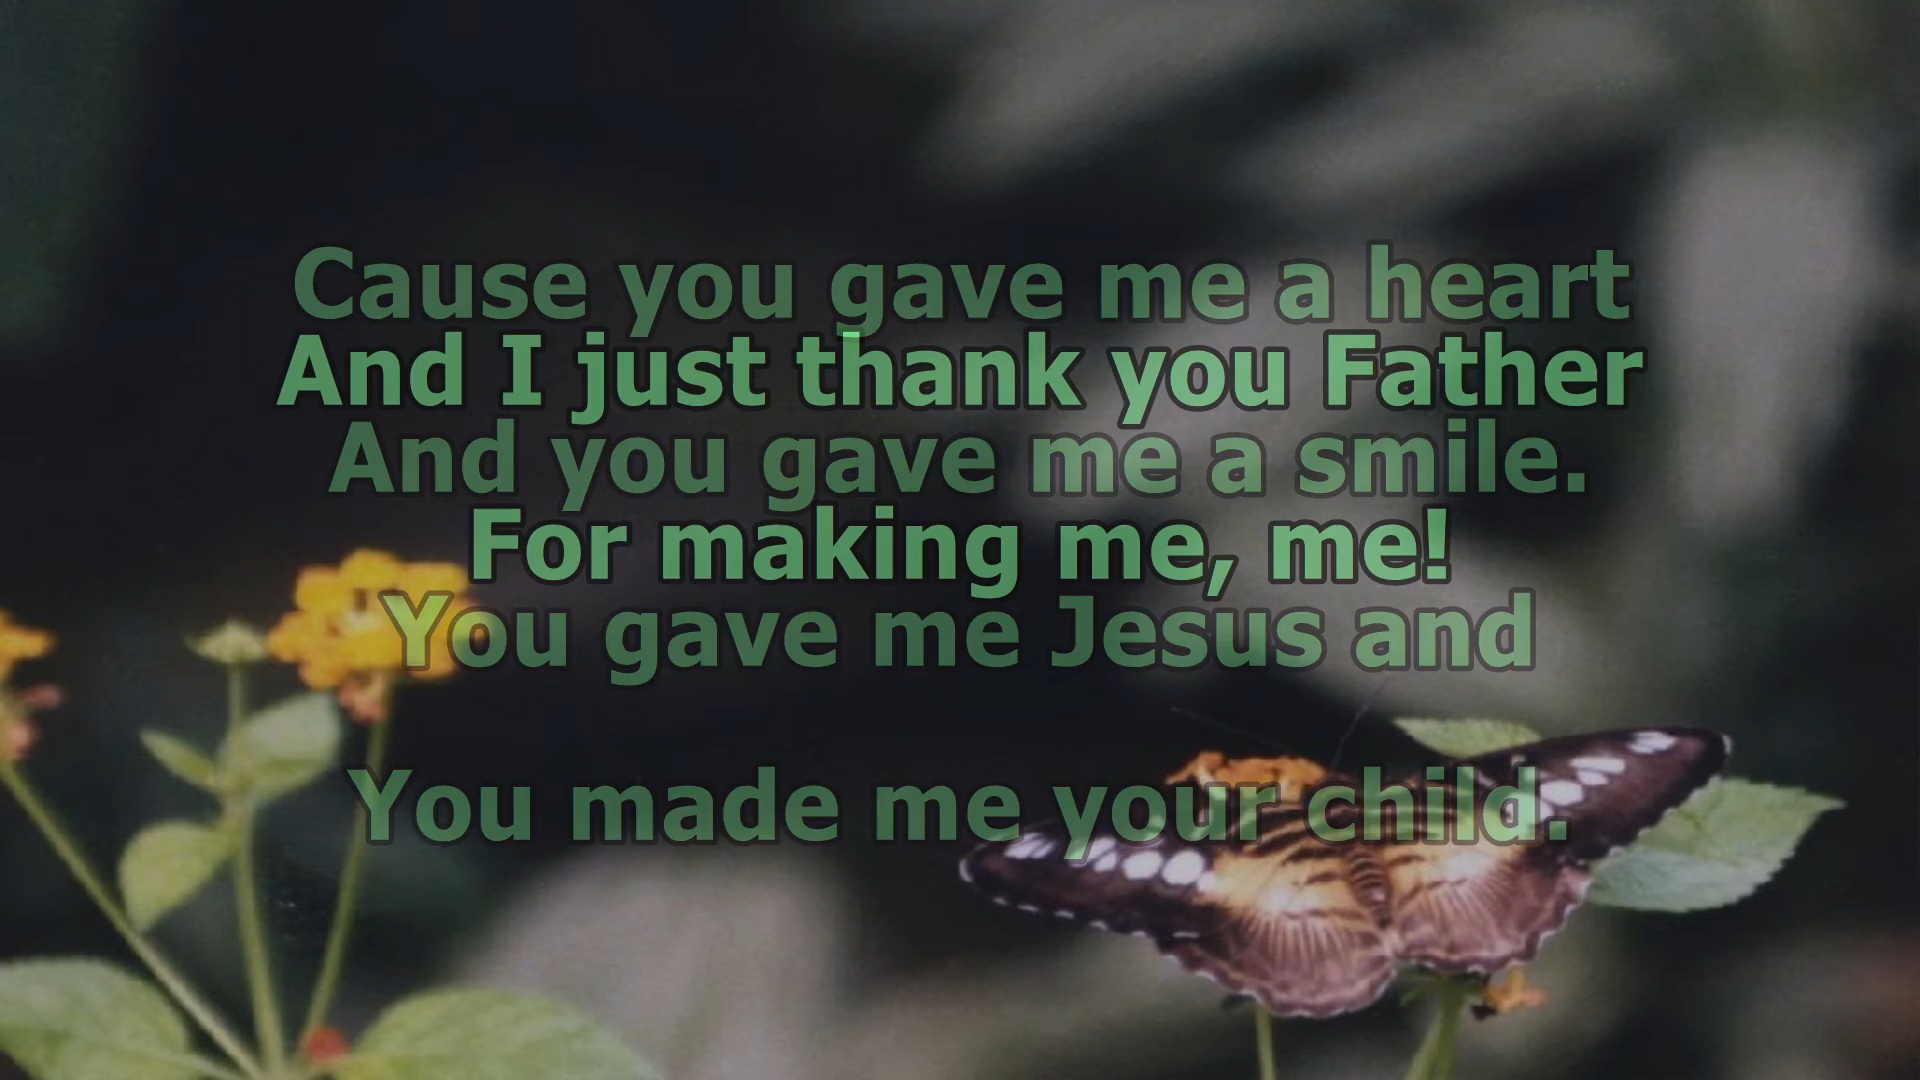 Cause you gave me a heart
And I just thank you Father
And you gave me a smile.
For making me, me!
You gave me Jesus and
You made me your child.